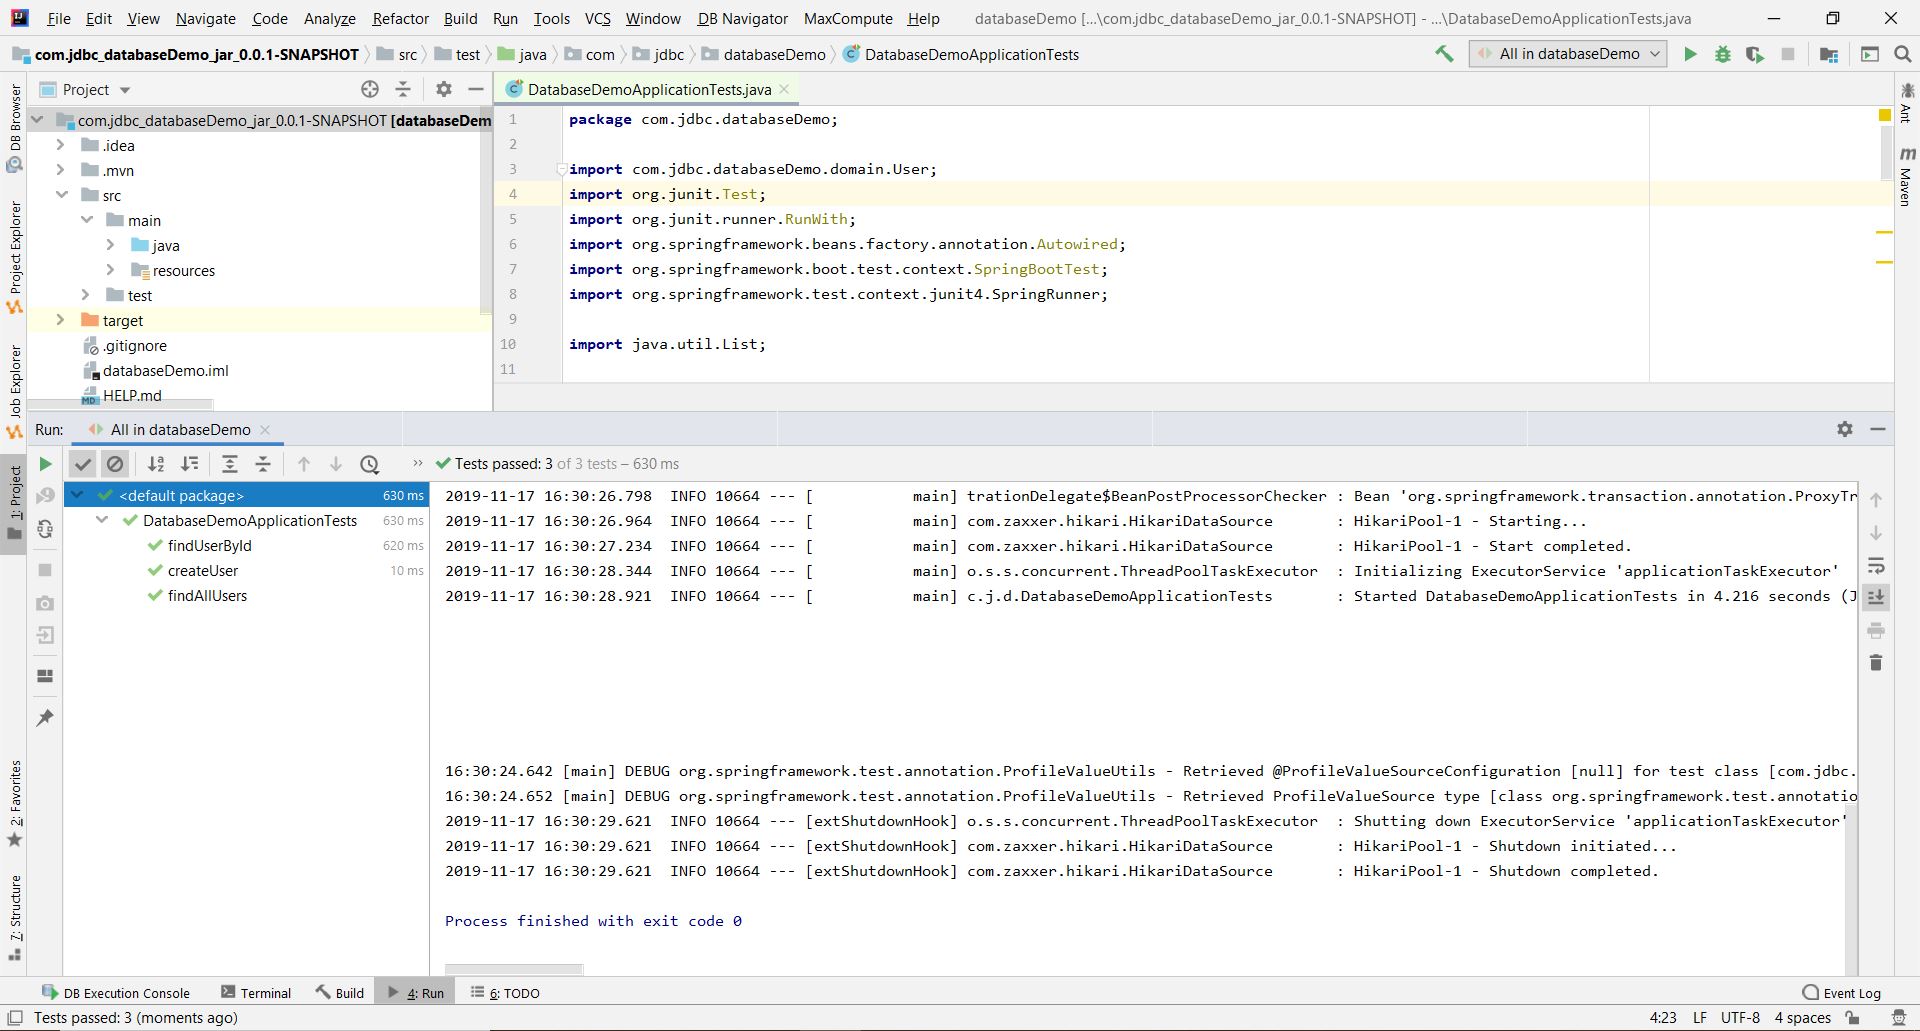 File Edit View Navigate Code Analyze Refactor Build Run Tools VCS Window DB Navigator MaxCompute Help databaseDemo [...\com.jdbc_databaseDemo_jar_0.0.1-SNAPSHOT] - ...\DatabaseDemoApplicationTests.java
com.jdbc_databaseDemo_jar_0.0.1-SNAPSHOT src test java com jdbc databaseDemo DatabaseDemoApplicationTests All in databaseDemo
Project
DatabaseDemoApplicationTests.java
com.jdbc_databaseDemo_jar_0.0.1-SNAPSHOT [databaseDem
.idea
.mvn
src
main
java
resources
test
target
.gitignore
databaseDemo.iml
HELP.md
1 package com.jdbc.databaseDemo;
2
3 import com.jdbc.databaseDemo.domain.User;
4 import org.junit.Test;
5 import org.junit.runner.RunWith;
6 import org.springframework.beans.factory.annotation.Autowired;
7 import org.springframework.boot.test.context.SpringBootTest;
8 import org.springframework.test.context.junit4.SpringRunner;
9
10 import java.util.List;
11
DB Browser
Project Explorer
Job Explorer
1: Project
2: Favorites
7: Structure
Ant
m Maven
Run: All in databaseDemo
Tests passed: 3 of 3 tests – 630 ms
<default package> 630 ms
DatabaseDemoApplicationTests 630 ms
findUserById 620 ms
createUser 10 ms
findAllUsers
2019-11-17 16:30:26.798  INFO 10664 --- [           main] trationDelegate$BeanPostProcessorChecker : Bean 'org.springframework.transaction.annotation.ProxyTr
2019-11-17 16:30:26.964  INFO 10664 --- [           main] com.zaxxer.hikari.HikariDataSource       : HikariPool-1 - Starting...
2019-11-17 16:30:27.234  INFO 10664 --- [           main] com.zaxxer.hikari.HikariDataSource       : HikariPool-1 - Start completed.
2019-11-17 16:30:28.344  INFO 10664 --- [           main] o.s.s.concurrent.ThreadPoolTaskExecutor  : Initializing ExecutorService 'applicationTaskExecutor'
2019-11-17 16:30:28.921  INFO 10664 --- [           main] c.j.d.DatabaseDemoApplicationTests       : Started DatabaseDemoApplicationTests in 4.216 seconds (J
16:30:24.642 [main] DEBUG org.springframework.test.annotation.ProfileValueUtils - Retrieved @ProfileValueSourceConfiguration [null] for test class [com.jdbc.
16:30:24.652 [main] DEBUG org.springframework.test.annotation.ProfileValueUtils - Retrieved ProfileValueSource type [class org.springframework.test.annotatio
2019-11-17 16:30:29.621  INFO 10664 --- [extShutdownHook] o.s.s.concurrent.ThreadPoolTaskExecutor  : Shutting down ExecutorService 'applicationTaskExecutor'
2019-11-17 16:30:29.621  INFO 10664 --- [extShutdownHook] com.zaxxer.hikari.HikariDataSource       : HikariPool-1 - Shutdown initiated...
2019-11-17 16:30:29.621  INFO 10664 --- [extShutdownHook] com.zaxxer.hikari.HikariDataSource       : HikariPool-1 - Shutdown completed.
Process finished with exit code 0
DB Execution Console Terminal Build 4: Run 6: TODO Event Log
Tests passed: 3 (moments ago) 4:23 LF UTF-8 4 spaces